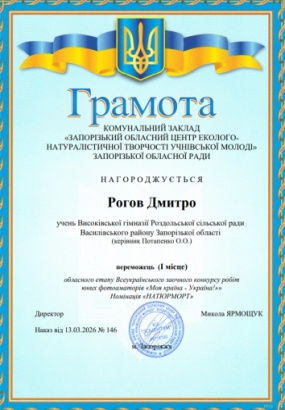 Грамота
КОМУНАЛЬНИЙ ЗАКЛАД
«ЗАПОРІЗЬКИЙ ОБЛАСНИЙ ЦЕНТР ЕКОЛОГО-
НАТУРАЛІСТИЧНОЇ ТВОРЧОСТІ УЧНІВСЬКОЇ МОЛОДІ»
ЗАПОРІЗЬКОЇ ОБЛАСНОЇ РАДИ
НАГОРОДЖУЄТЬСЯ
Рогов Дмитро
учень Високівської гімназії Роздольської сільської ради
Василівського району Запорізької області
(керівник Потапенко О.О.)
переможець (І місце)
обласного етапу Всеукраїнського заочного конкурсу робіт
юних фотоаматорів «Моя країна - Україна!»»
Номінація «НАТЮРМОРТ»
Директор Микола ЯРМОЩУК
Наказ від 13.03.2026 № 146
м. Запоріжжя